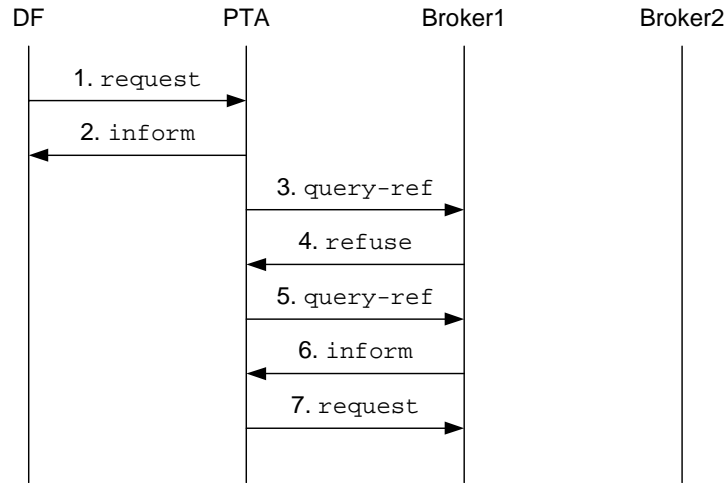 DF PTA Broker1 Broker2
1. request
2. inform
3. query-ref
4. refuse
5. query-ref
6. inform
7. request